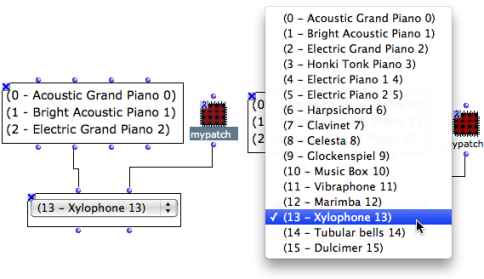 (0 - Acoustic Grand Piano 0)
(1 - Bright Acoustic Piano 1)
(2 - Electric Grand Piano 2)
mypatch
(13 - Xylophone 13)
(0
(1
(2
ypatch
(0 - Acoustic Grand Piano 0)
(1 - Bright Acoustic Piano 1)
(2 - Electric Grand Piano 2)
(3 - Honki Tonk Piano 3)
(4 - Electric Piano 1 4)
(5 - Electric Piano 2 5)
(6 - Harpsichord 6)
(7 - Clavinet 7)
(8 - Celesta 8)
(9 - Glockenspiel 9)
(10 - Music Box 10)
(11 - Vibraphone 11)
(12 - Marimba 12)
✓ (13 - Xylophone 13)
(14 - Tubular bells 14)
(15 - Dulcimer 15)